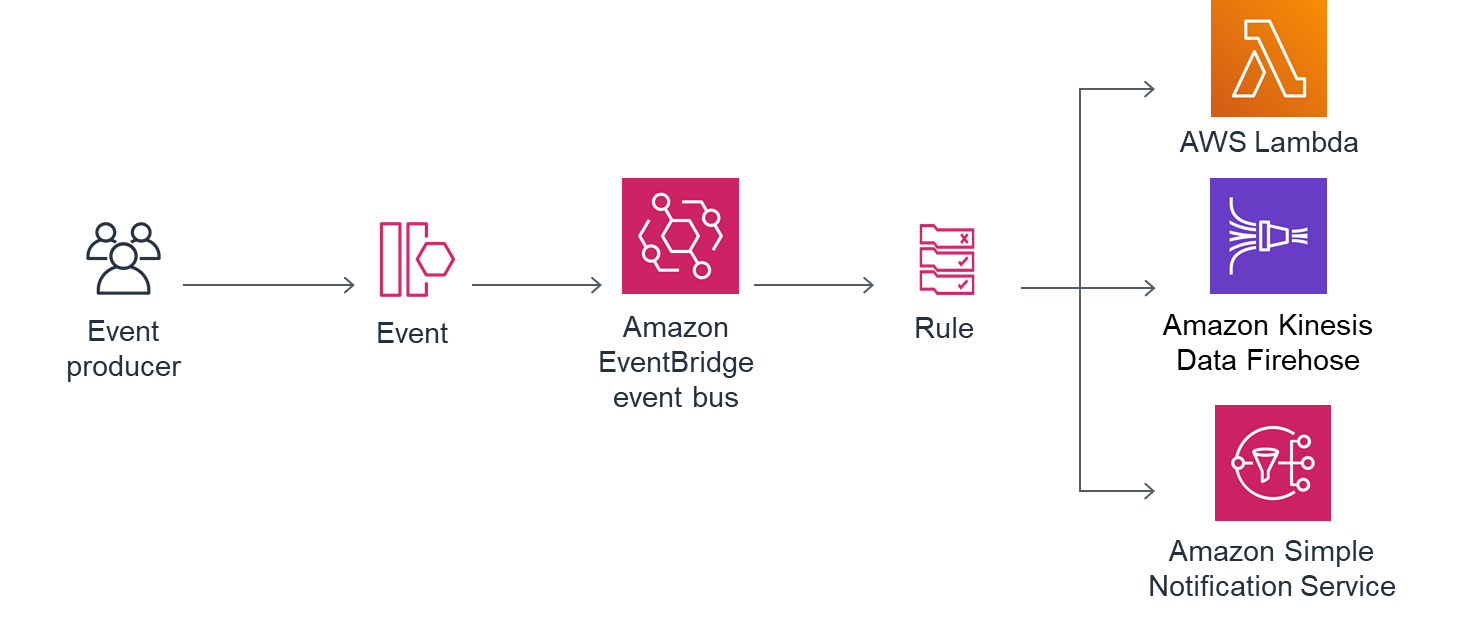 Event
producer
Event
Amazon
EventBridge
event bus
Rule
AWS Lambda
Amazon Kinesis
Data Firehose
Amazon Simple
Notification Service